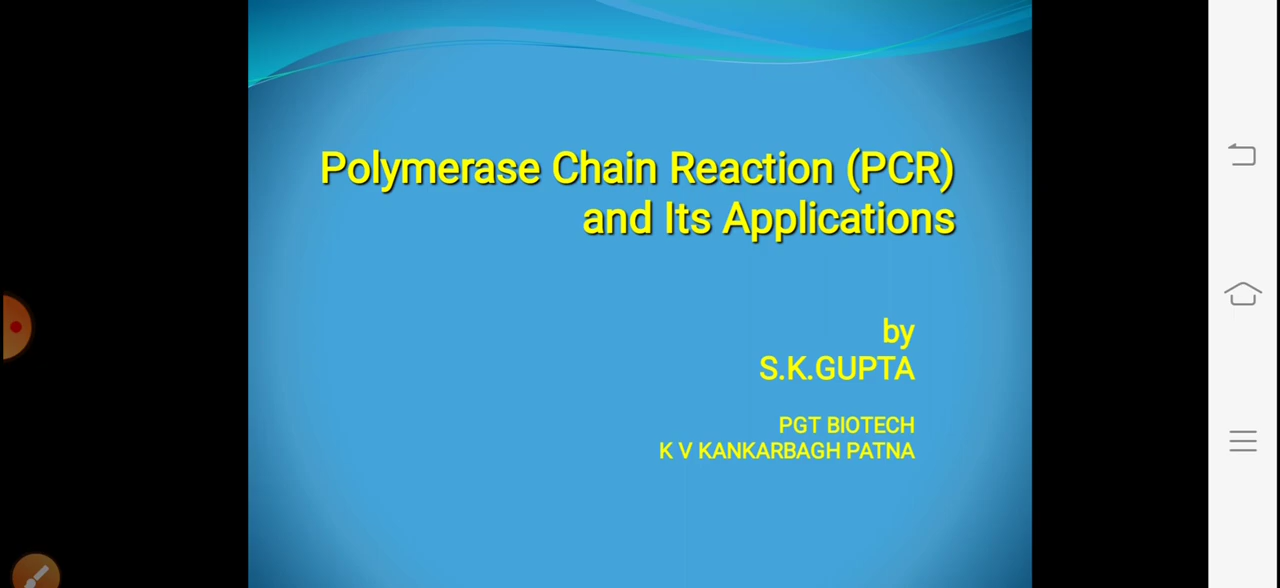 Polymerase Chain Reaction (PCR)
and Its Applications
by
S.K.GUPTA
PGT BIOTECH
K V KANKARBAGH PATNA